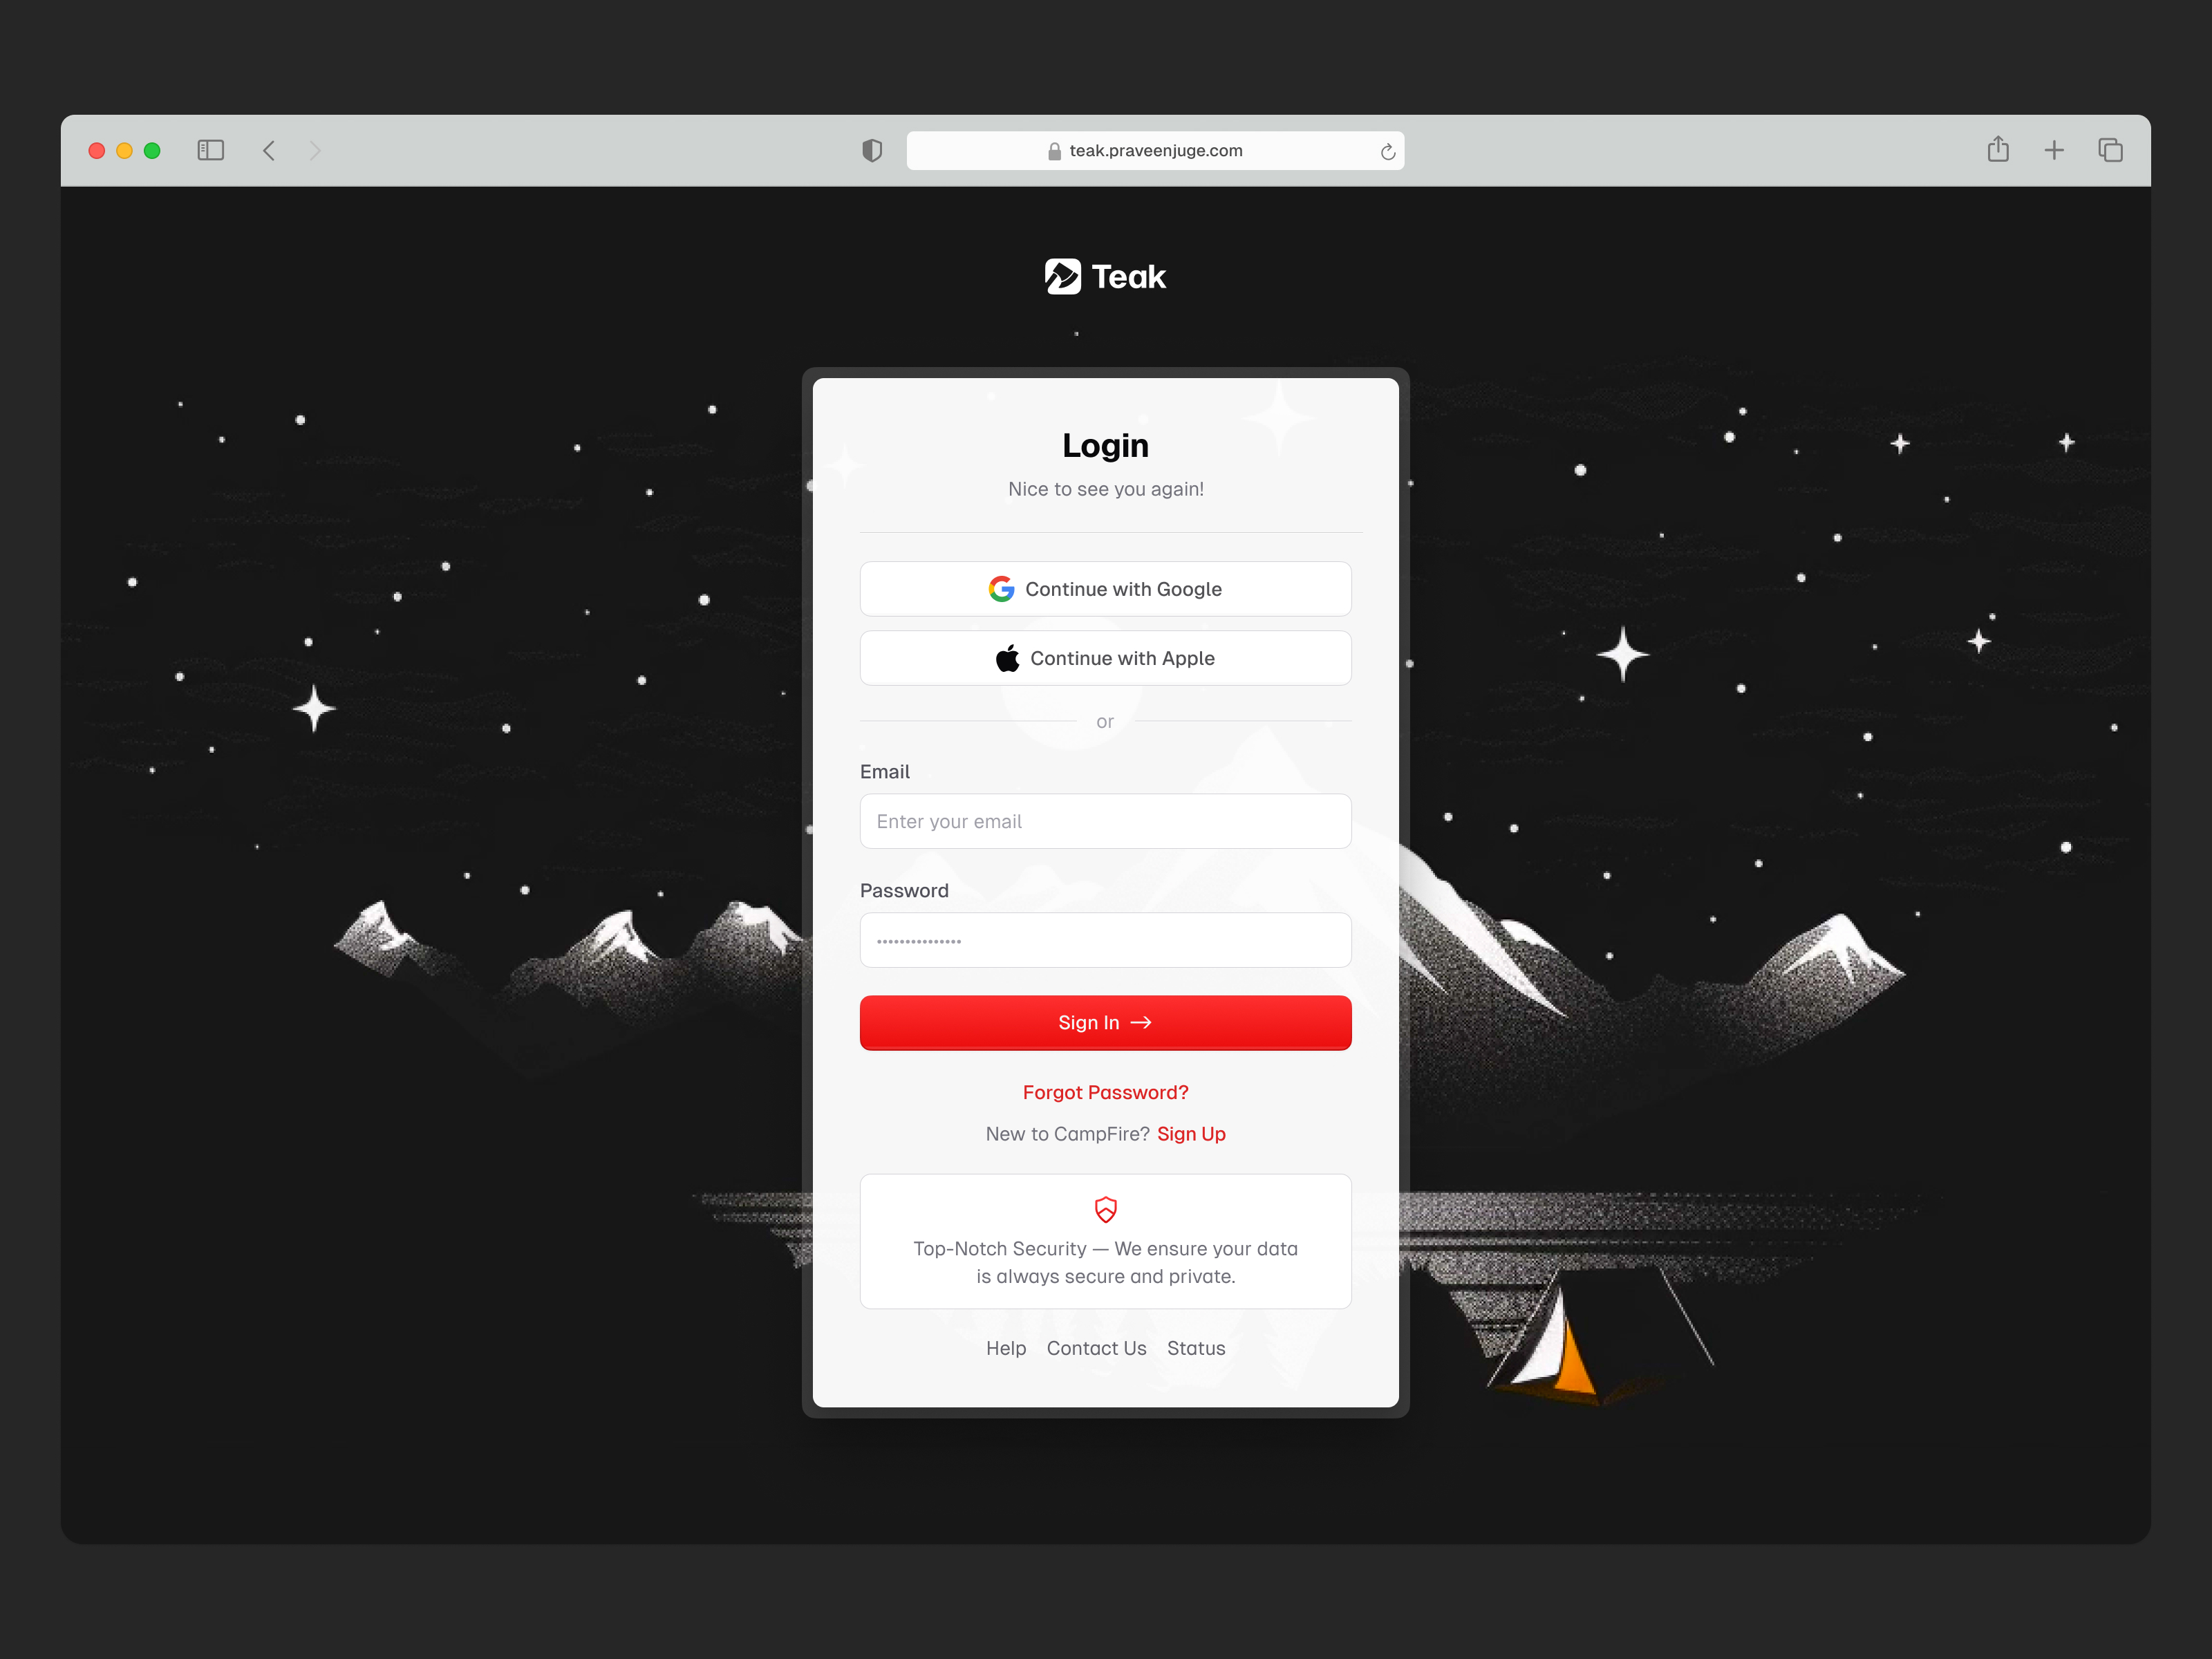 teak.praveenjuge.com
Teak
Login
Nice to see you again!
Continue with Google
Continue with Apple
or
Email
Enter your email
Password
Sign In →
Forgot Password?
New to CampFire? Sign Up
Top-Notch Security — We ensure your data
is always secure and private.
Help Contact Us Status